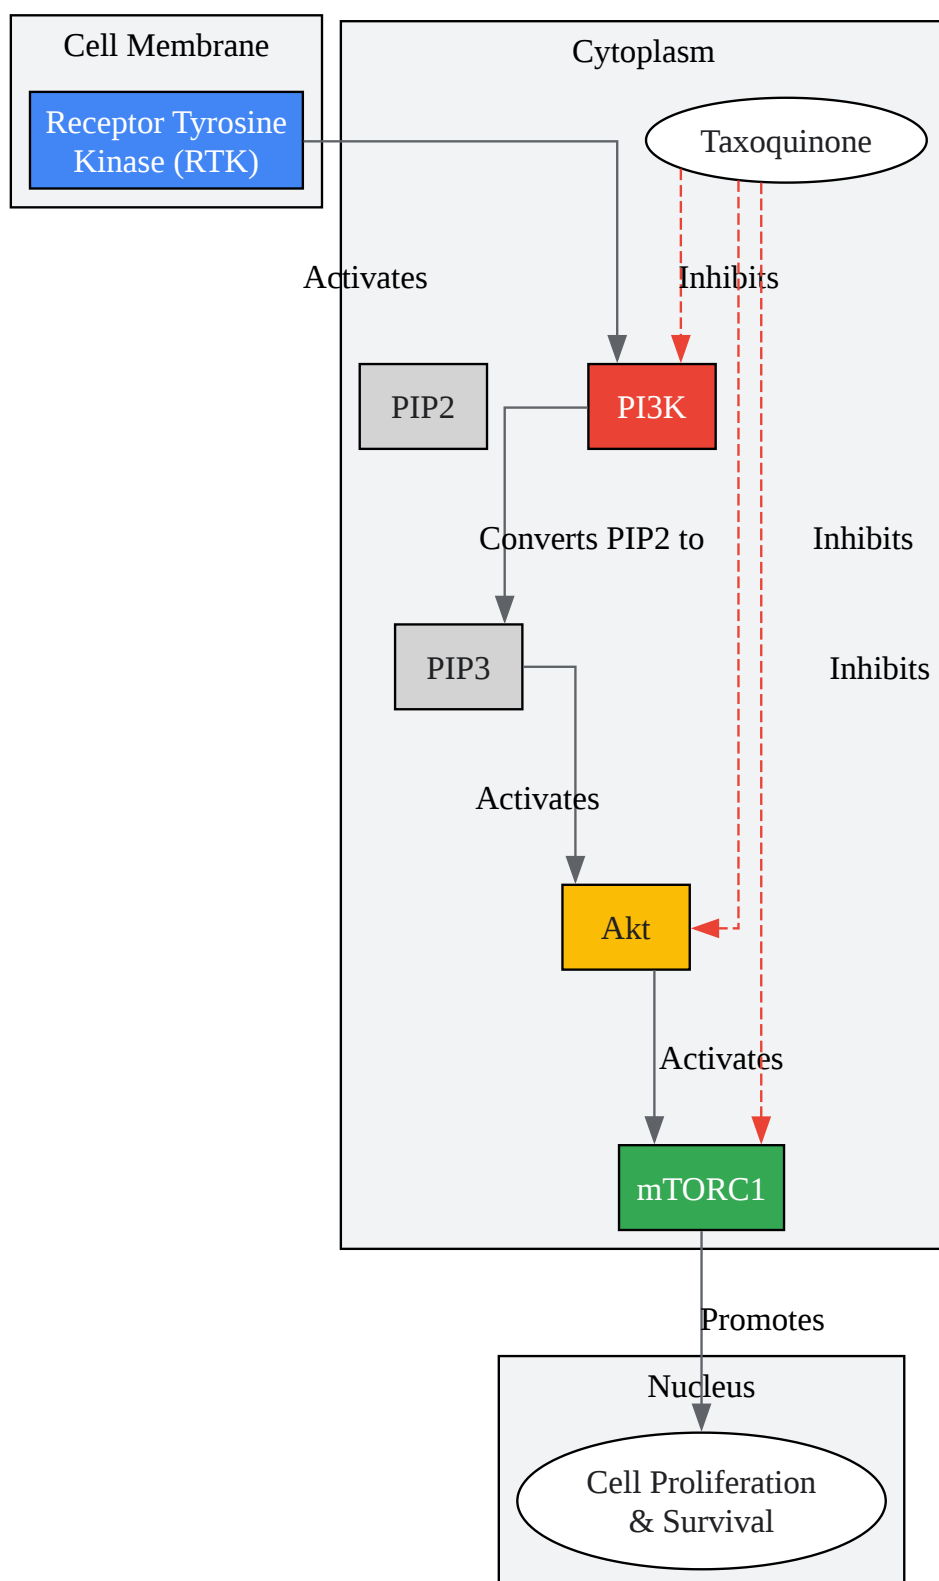 Cell Membrane
Receptor Tyrosine
Kinase (RTK)
Cytoplasm
Taxoquinone
Activates
Inhibits
PIP2
PI3K
Converts PIP2 to
Inhibits
PIP3
Inhibits
Activates
Akt
Activates
mTORC1
Promotes
Nucleus
Cell Proliferation
& Survival